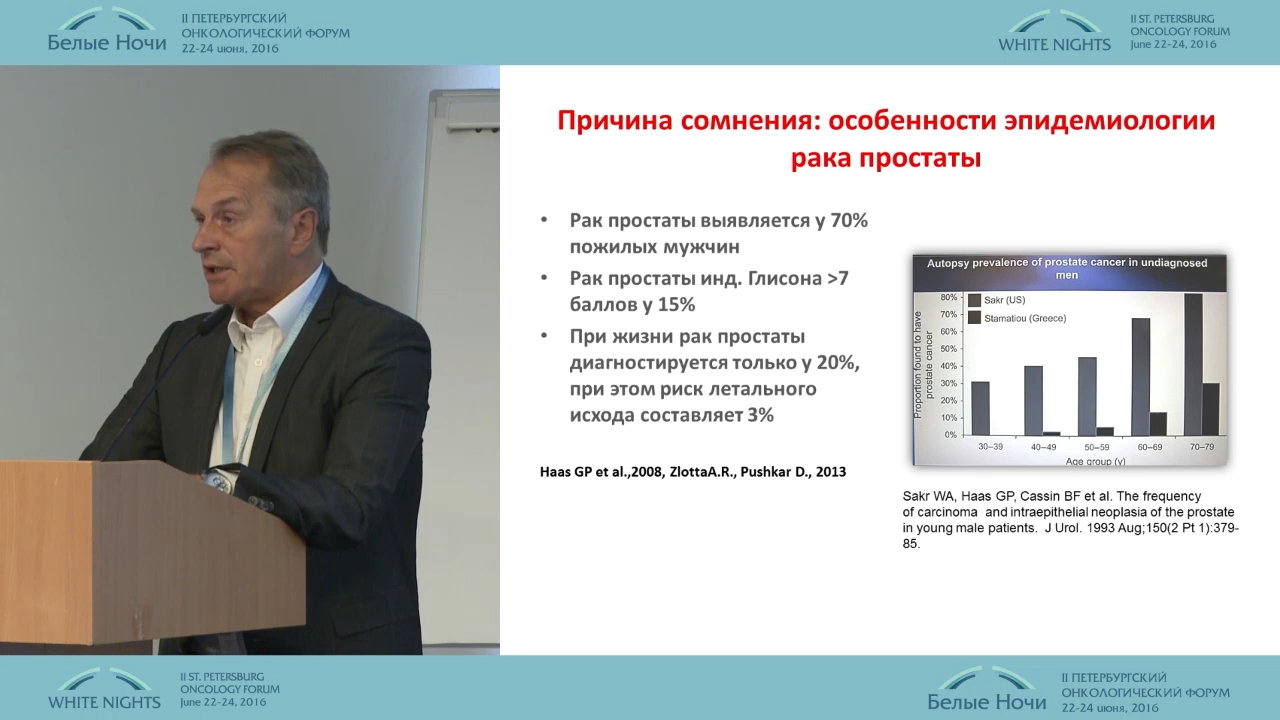 II ПЕТЕРБУРГСКИЙ
ОНКОЛОГИЧЕСКИЙ ФОРУМ
Белые Ночи
22-24 июня, 2016
II ST. PETERSBURG
ONCOLOGY FORUM
WHITE NIGHTS
June 22-24, 2016
Причина сомнения: особенности эпидемиологии
рака простаты
• Рак простаты выявляется у 70%
пожилых мужчин
• Рак простаты инд. Глисона >7
баллов у 15%
• При жизни рак простаты
диагностируется только у 20%,
при этом риск летального
исхода составляет 3%
Haas GP et al.,2008, ZlottaA.R., Pushkar D., 2013
Autopsy prevalence of prostate cancer in undiagnosed
men
Proportion found to have
prostate cancer
80%
70%
60%
50%
40%
30%
20%
10%
0%
Sakr (US)
Stamatiou (Greece)
30–39 40–49 50–59 60–69 70–79
Age group (y)
Sakr WA, Haas GP, Cassin BF et al. The frequency
of carcinoma and intraepithelial neoplasia of the prostate
in young male patients. J Urol. 1993 Aug;150(2 Pt 1):379-
85.
II ST. PETERSBURG
ONCOLOGY FORUM
WHITE NIGHTS
June 22-24, 2016
II ПЕТЕРБУРГСКИЙ
ОНКОЛОГИЧЕСКИЙ ФОРУМ
Белые Ночи
22-24 июня, 2016